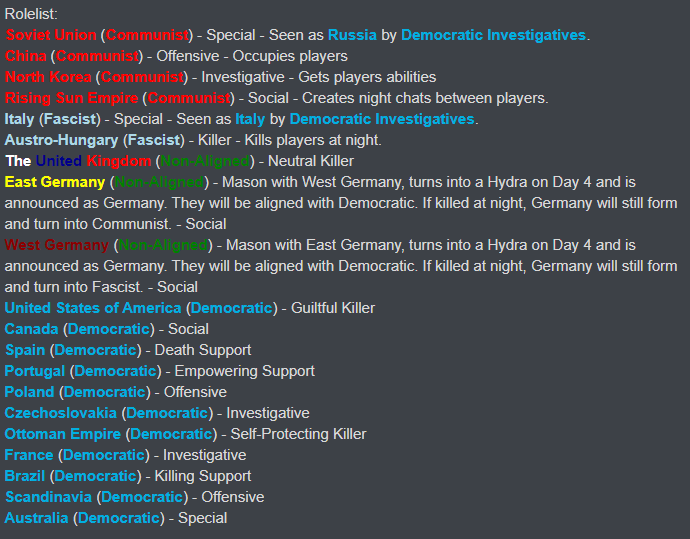 Rolelist:
Soviet Union (Communist) - Special - Seen as Russia by Democratic Investigatives.
China (Communist) - Offensive - Occupies players
North Korea (Communist) - Investigative - Gets players abilities
Rising Sun Empire (Communist) - Social - Creates night chats between players.
Italy (Fascist) - Special - Seen as Italy by Democratic Investigatives.
Austro-Hungary (Fascist) - Killer - Kills players at night.
The United Kingdom (Non-Aligned) - Neutral Killer
East Germany (Non-Aligned) - Mason with West Germany, turns into a Hydra on Day 4 and is
announced as Germany. They will be aligned with Democratic. If killed at night, Germany will still form
and turn into Communist. - Social
West Germany (Non-Aligned) - Mason with East Germany, turns into a Hydra on Day 4 and is
announced as Germany. They will be aligned with Democratic. If killed at night, Germany will still form
and turn into Fascist. - Social
United States of America (Democratic) - Guiltful Killer
Canada (Democratic) - Social
Spain (Democratic) - Death Support
Portugal (Democratic) - Empowering Support
Poland (Democratic) - Offensive
Czechoslovakia (Democratic) - Investigative
Ottoman Empire (Democratic) - Self-Protecting Killer
France (Democratic) - Investigative
Brazil (Democratic) - Killing Support
Scandinavia (Democratic) - Offensive
Australia (Democratic) - Special